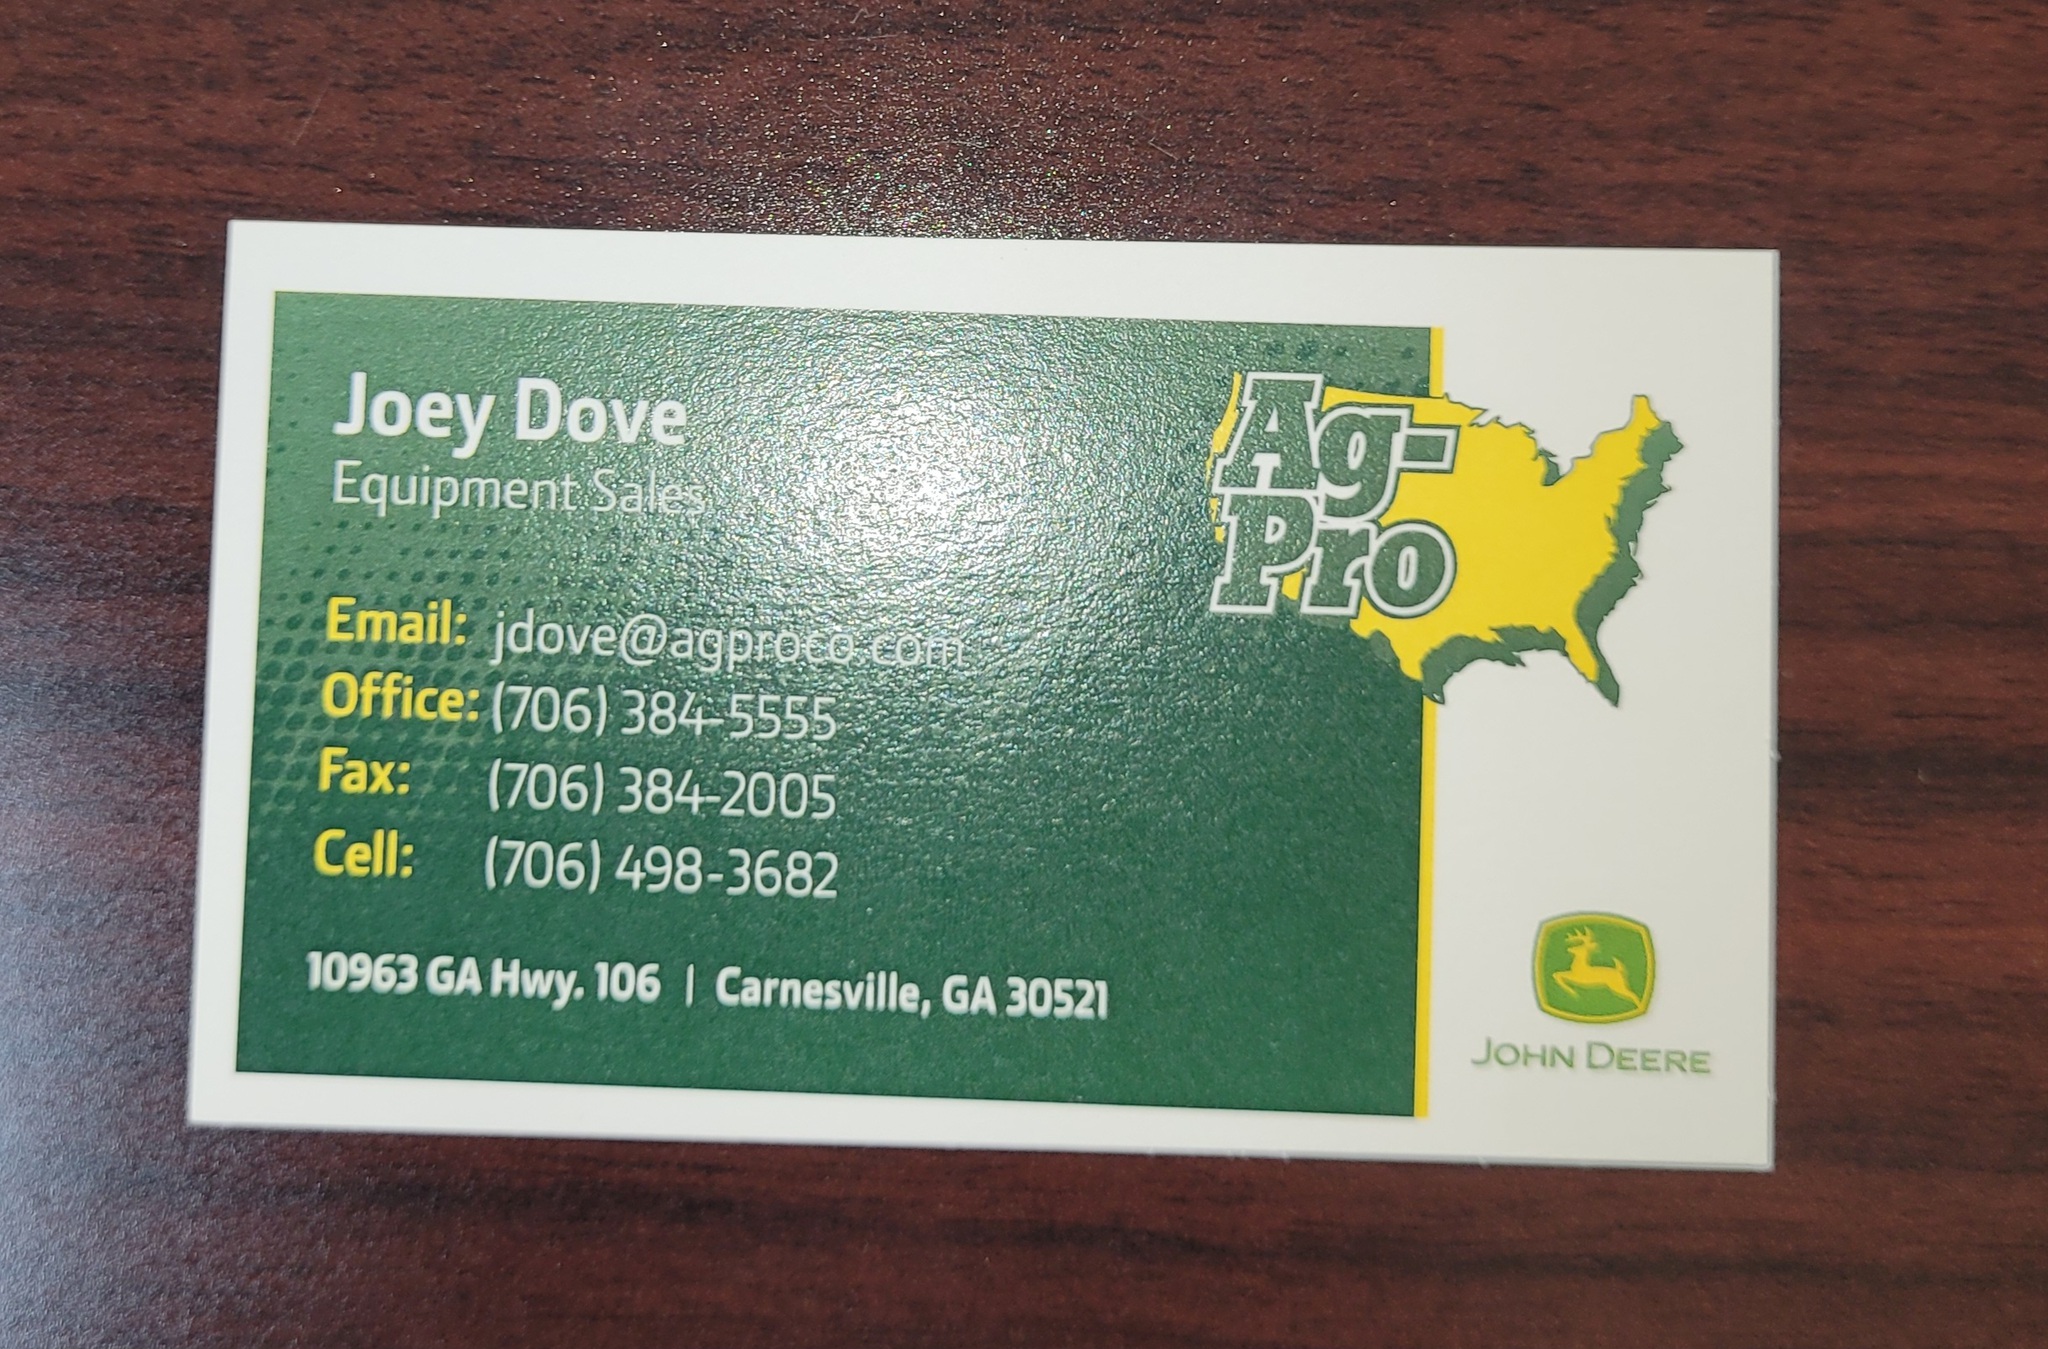 Joey Dove
Equipment Sales
Email: jdove@agproco.com
Office: (706) 384-5555
Fax: (706) 384-2005
Cell: (706) 498-3682
10963 GA Hwy. 106 | Carnesville, GA 30521
Ag-
Pro
JOHN DEERE